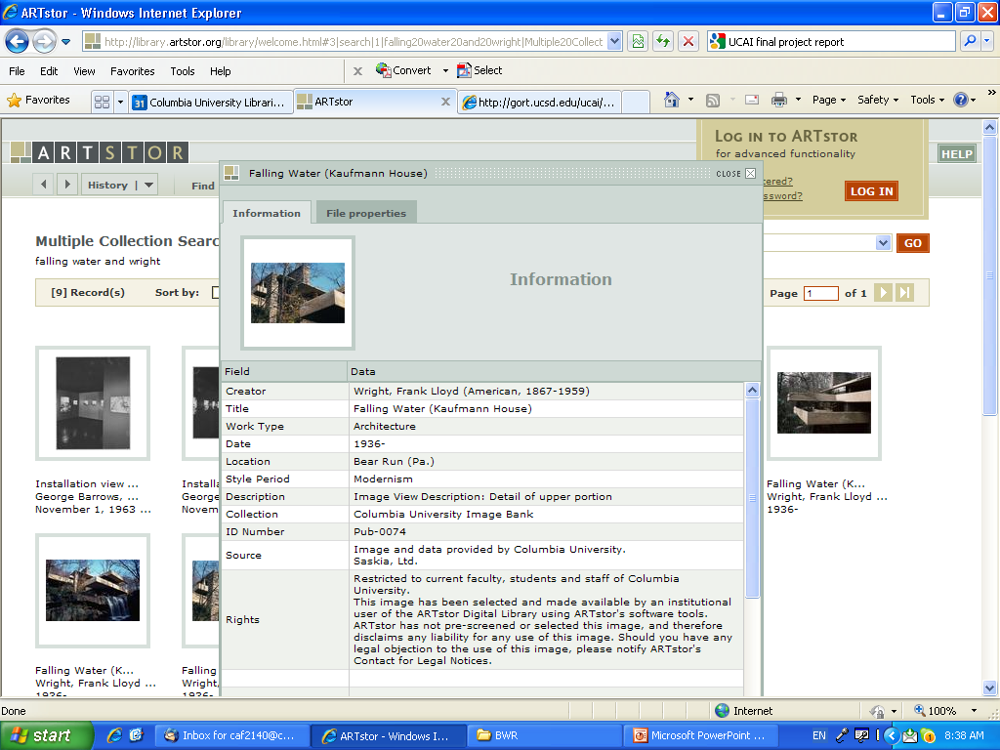 ARTstor - Windows Internet Explorer
http://library.artstor.org/library/welcome.html#3|search|1|falling20water20and20wright|Multiple20Collect
UCAI final project report
File Edit View Favorites Tools Help
x Convert Select
Favorites
31 Columbia University Librari...
ARTstor
http://gort.ucsd.edu/ucai/...
Page Safety Tools »
ARTSTOR
LOG IN TO ARTSTOR
for advanced functionality
HELP
History
Find
tered?
ssword?
LOG IN
Falling Water (Kaufmann House)
CLOSE
Information
File properties
Multiple Collection Searc
falling water and wright
GO
Information
[9] Record(s) Sort by:
Page 1 of 1
Field Data
Creator Wright, Frank Lloyd (American, 1867-1959)
Title Falling Water (Kaufmann House)
Work Type Architecture
Date 1936-
Location Bear Run (Pa.)
Style Period Modernism
Description Image View Description: Detail of upper portion
Collection Columbia University Image Bank
ID Number Pub-0074
Source Image and data provided by Columbia University.
Saskia, Ltd.
Rights Restricted to current faculty, students and staff of Columbia
University.
This image has been selected and made available by an institutional
user of the ARTstor Digital Library using ARTstor's software tools.
ARTstor has not pre-screened or selected this image, and therefore
disclaims any liability for any use of this image. Should you have any
legal objection to the use of this image, please notify ARTstor's
Contact for Legal Notices.
Installation view ...
George Barrows, ...
November 1, 1963 ...
Installa
George
Novem
Falling Water (K...
Wright, Frank Lloyd ...
1936-
Falling Water (K...
Wright, Frank Lloyd ...
1936-
Falling
Wright,
1936-
Done
Internet
100%
start
Inbox for caf2140@c...
ARTstor - Windows I...
BWR
Microsoft PowerPoint ...
EN
8:38 AM